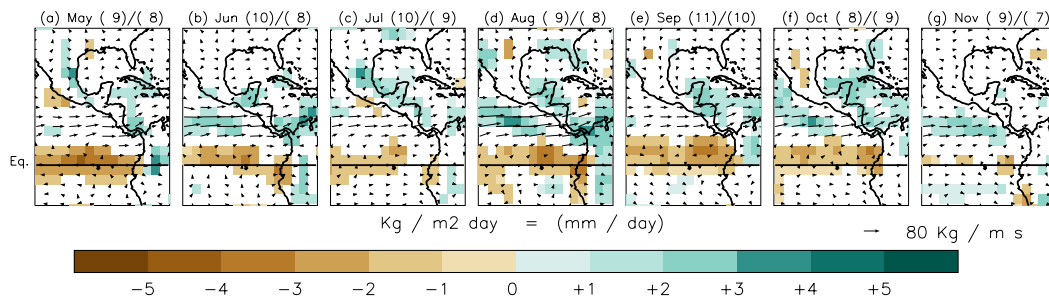 (a) May ( 9)/( 8) (b) Jun (10)/( 8) (c) Jul (10)/( 9) (d) Aug ( 9)/( 8) (e) Sep (11)/(10) (f) Oct ( 8)/( 9) (g) Nov ( 9)/( 7)
Eq.
Kg / m2 day = (mm / day)
80 Kg / m s
−5 −4 −3 −2 −1 0 +1 +2 +3 +4 +5